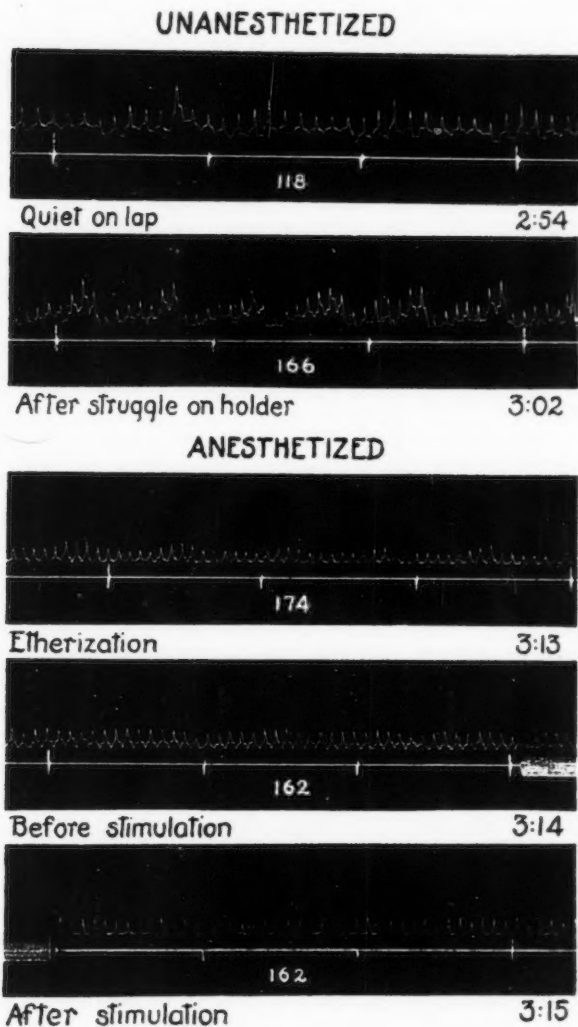 UNANESTHETIZED
118
Quiet on lap 2:54
166
After struggle on holder 3:02
ANESTHETIZED
174
Etherization 3:13
162
Before stimulation 3:14
162
After stimulation 3:15